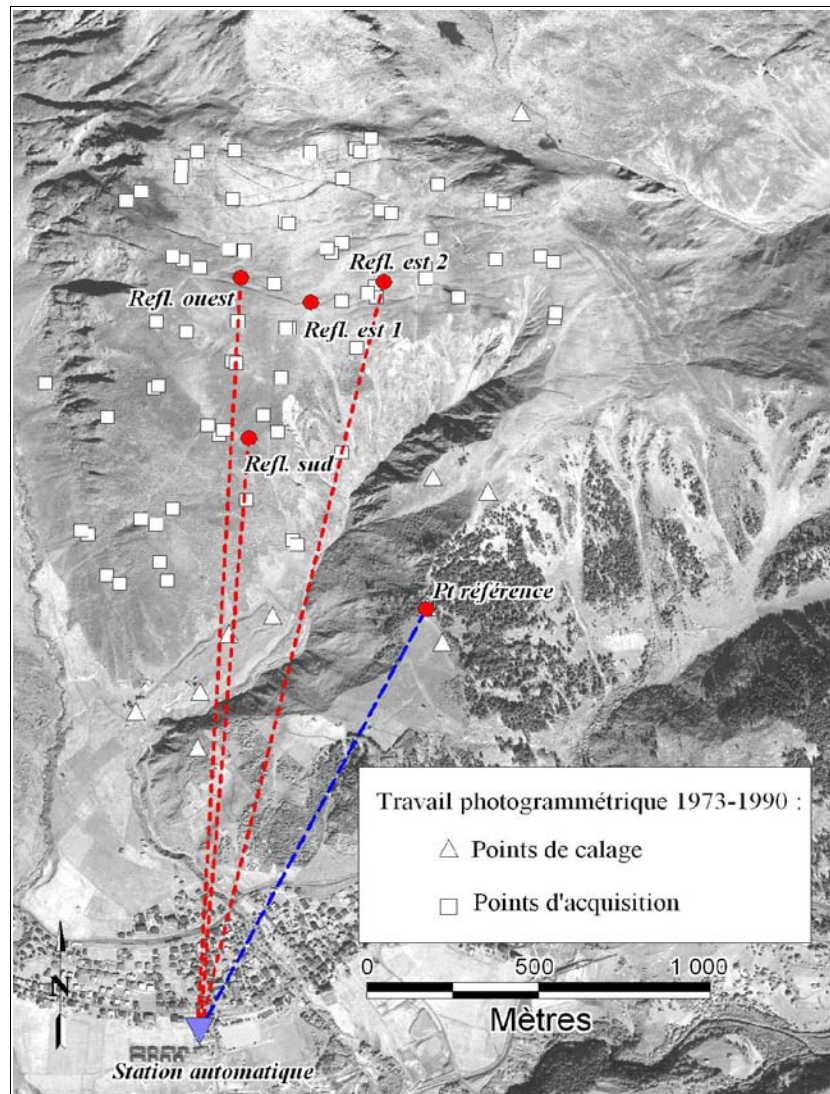 Refl. est 2
Refl. ouest
Refl. est 1
Refl. sud
Pt référence
Travail photogrammétrique 1973-1990 :
Points de calage
Points d'acquisition
N
0 500 1 000
Mètres
Station automatique